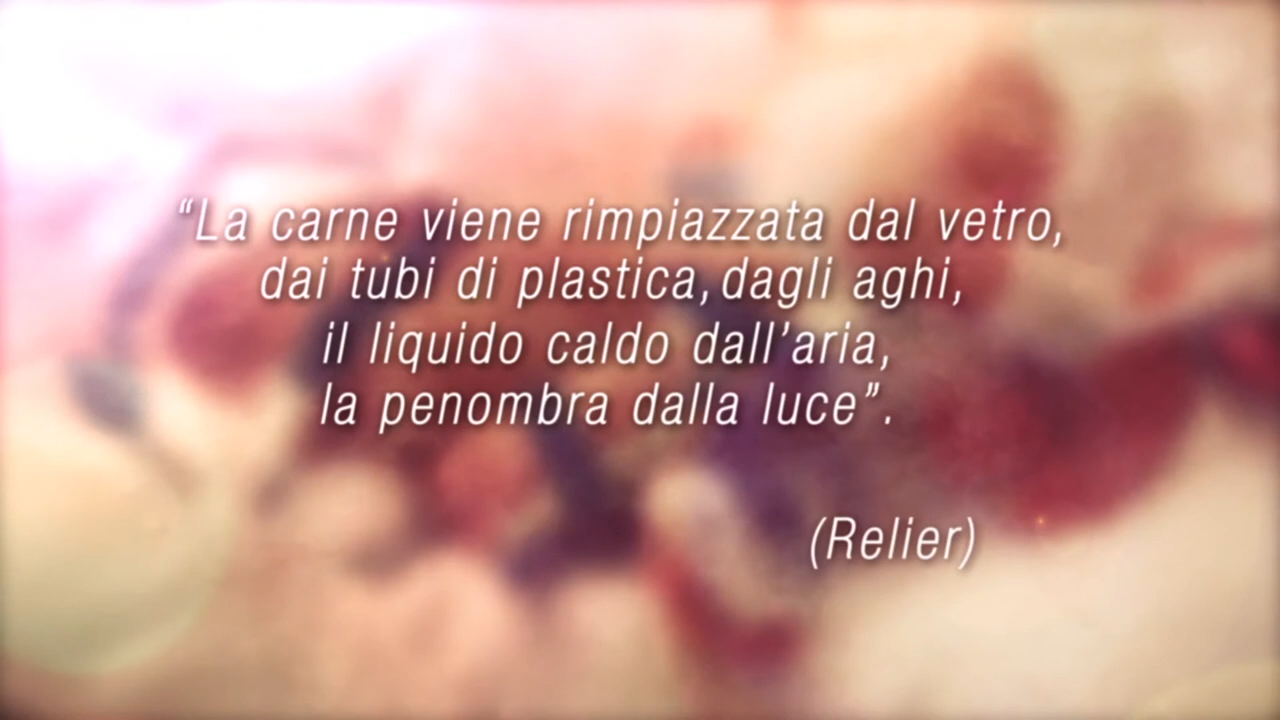 “La carne viene rimpiazzata dal vetro,
dai tubi di plastica, dagli aghi,
il liquido caldo dall’aria,
la penombra dalla luce”.
(Relier)